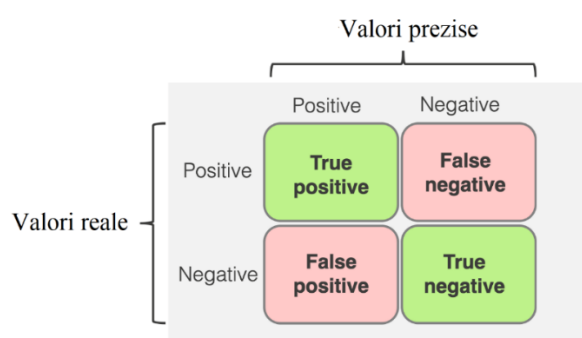 Valori prezise
Positive Negative
Positive
True
positive
False
negative
Valori reale
Negative
False
positive
True
negative